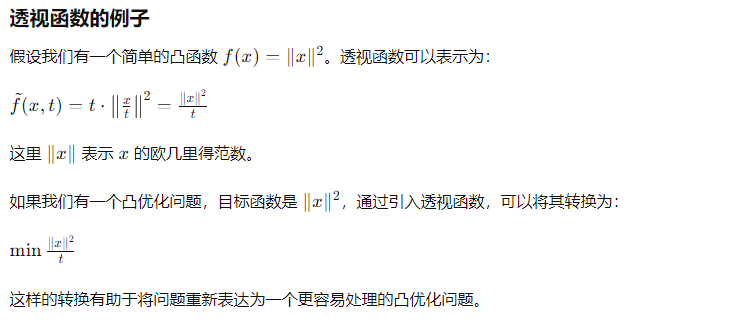 透视函数的例子
假设我们有一个简单的凸函数 $f(x) = \|x\|^2$。透视函数可以表示为：
$\tilde{f}(x, t) = t \cdot \left\|\frac{x}{t}\right\|^2 = \frac{\|x\|^2}{t}$
这里 $\|x\|$ 表示 $x$ 的欧几里得范数。
如果我们有一个凸优化问题，目标函数是 $\|x\|^2$，通过引入透视函数，可以将其转换为：
$\min \frac{\|x\|^2}{t}$
这样的转换有助于将问题重新表达为一个更容易处理的凸优化问题。